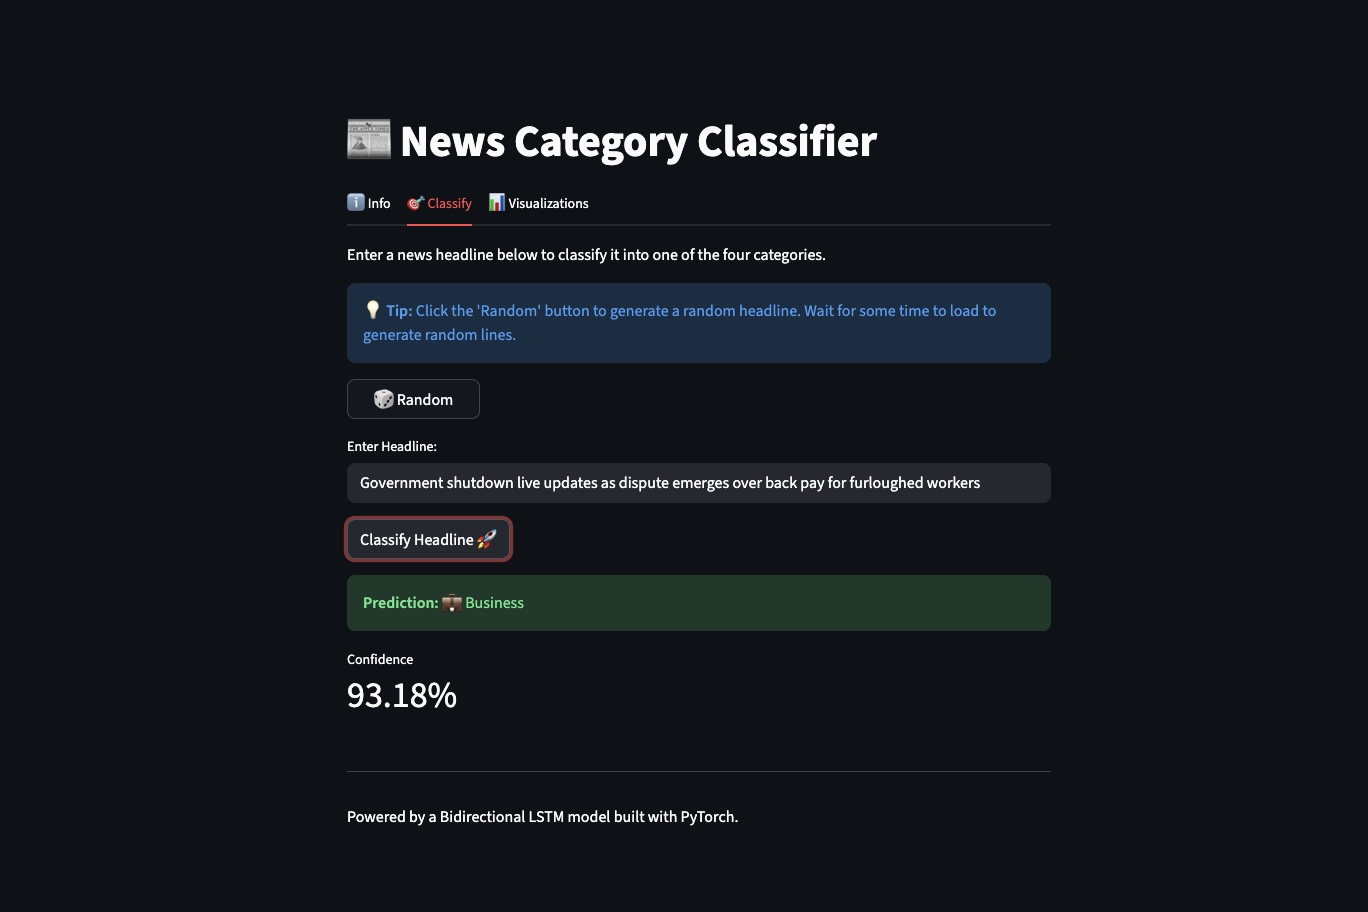 News Category Classifier
Info
Classify
Visualizations
Enter a news headline below to classify it into one of the four categories.
Tip: Click the 'Random' button to generate a random headline. Wait for some time to load to
generate random lines.
Random
Enter Headline:
Government shutdown live updates as dispute emerges over back pay for furloughed workers
Classify Headline
Prediction: Business
Confidence
93.18%
Powered by a Bidirectional LSTM model built with PyTorch.